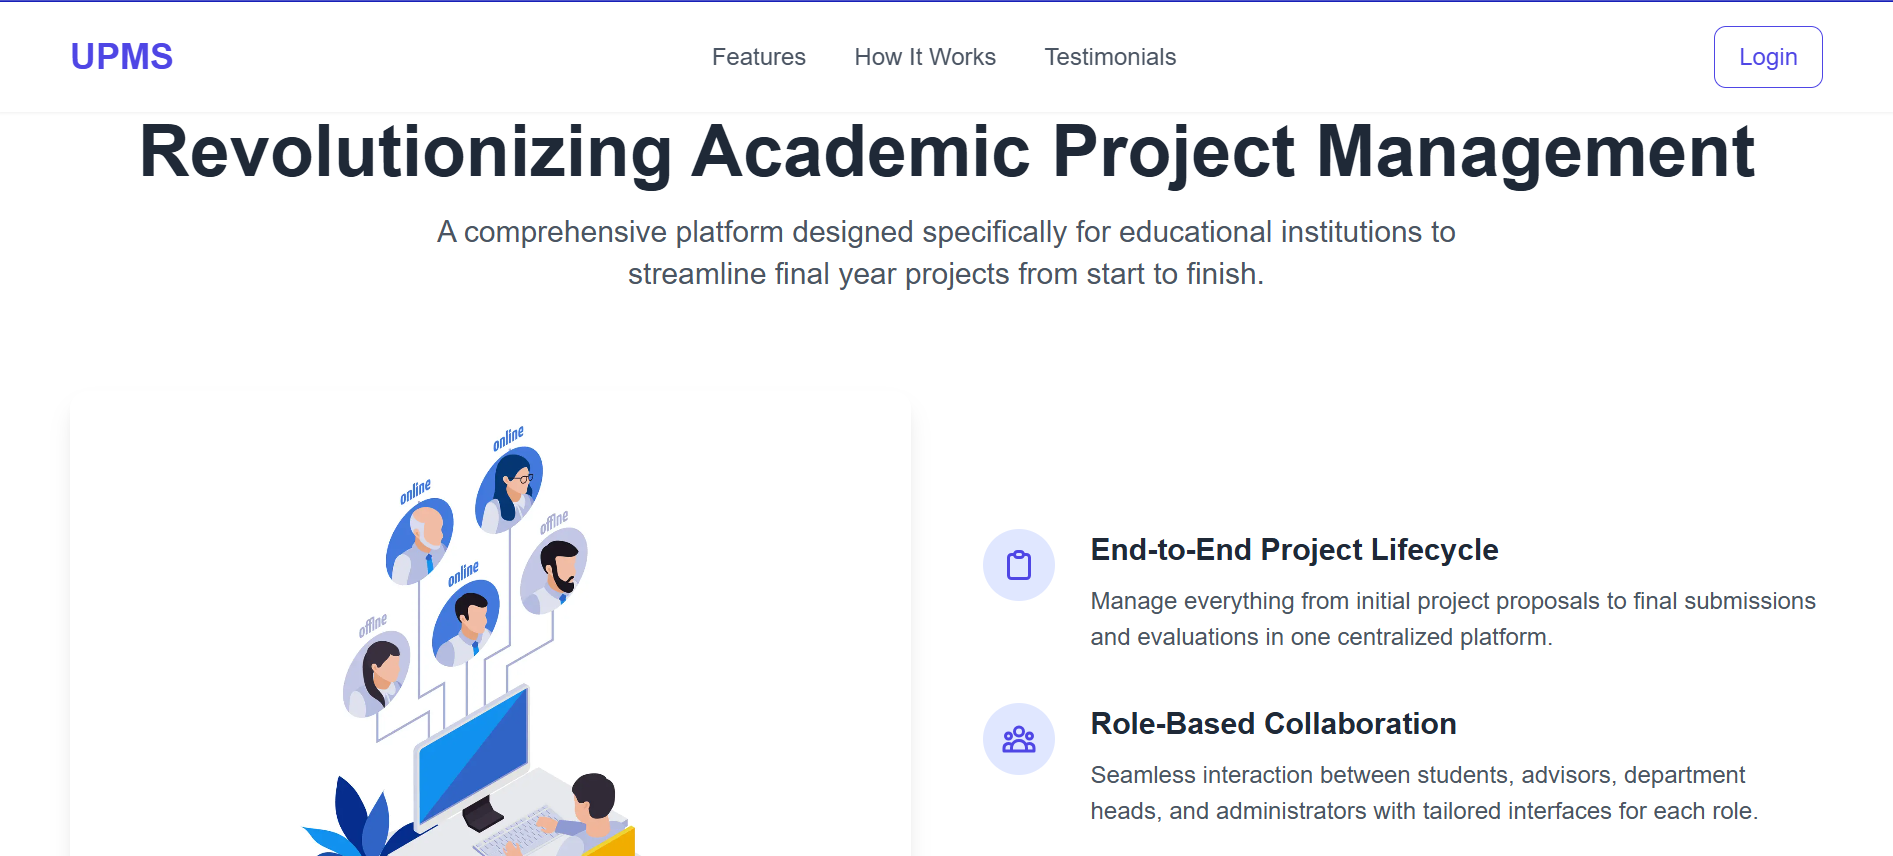 UPMS
Features
How It Works
Testimonials
Login
Revolutionizing Academic Project Management
A comprehensive platform designed specifically for educational institutions to
streamline final year projects from start to finish.
online
online
offline
online
offline
End-to-End Project Lifecycle
Manage everything from initial project proposals to final submissions
and evaluations in one centralized platform.
Role-Based Collaboration
Seamless interaction between students, advisors, department
heads, and administrators with tailored interfaces for each role.